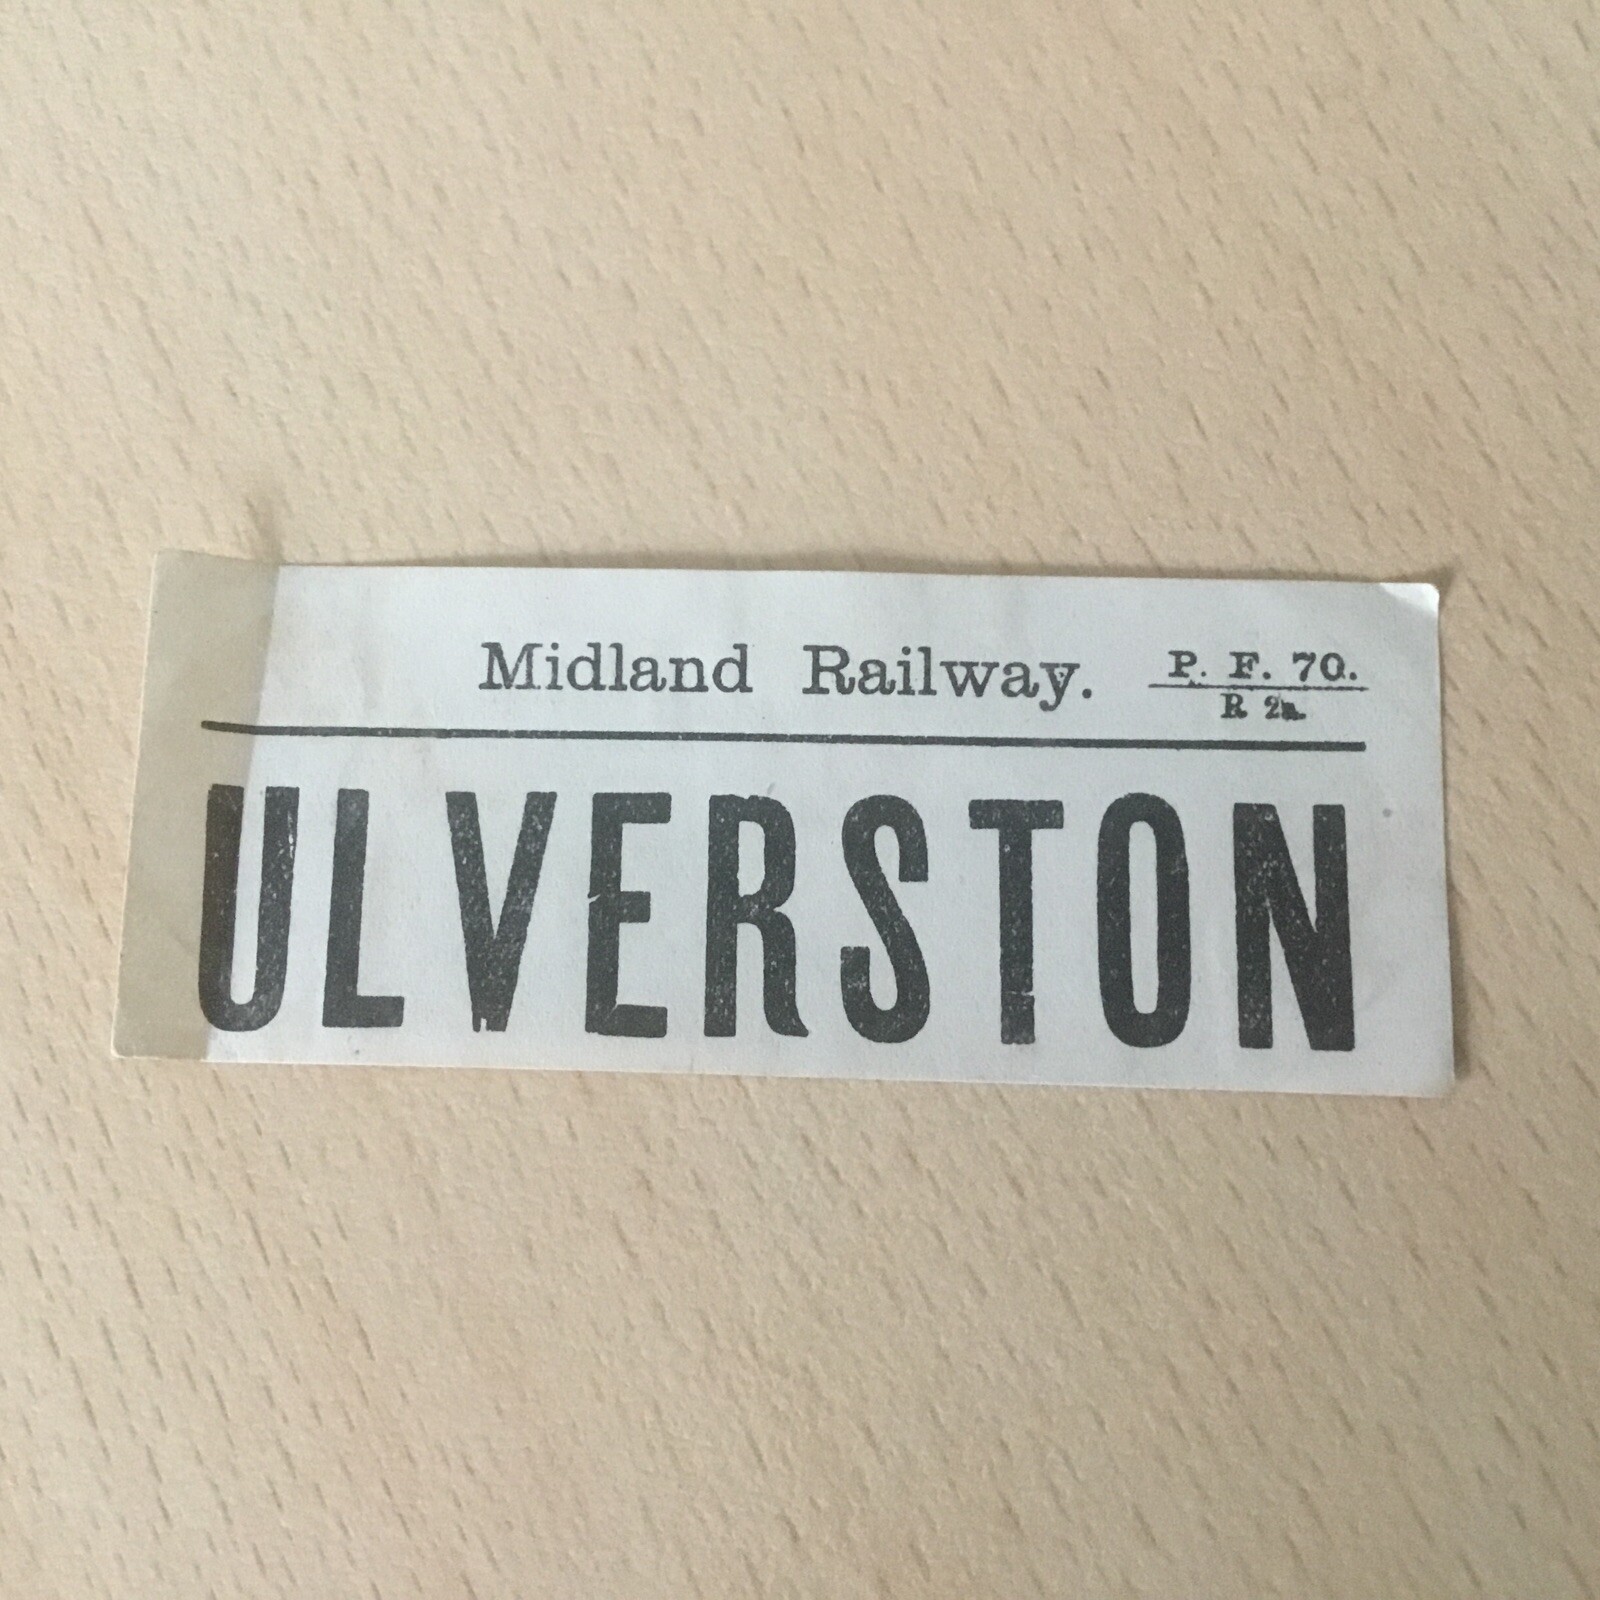 Midland Railway. P. F. 70.
R 2a.
ULVERSTON